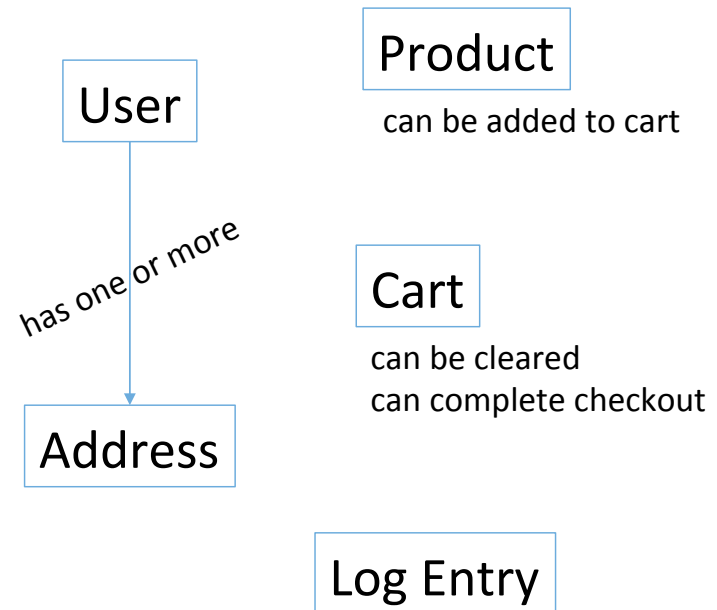 User
has one or more
Address
Product
can be added to cart
Cart
can be cleared
can complete checkout
Log Entry